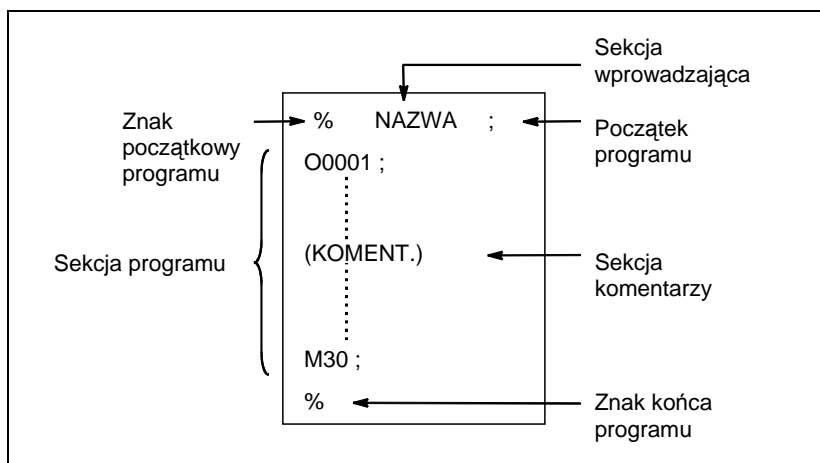 Sekcja
wprowadzająca
Znak
początkowy
programu
% NAZWA ;
Początek
programu
O0001 ;
Sekcja programu
(KOMENT.)
Sekcja
komentarzy
M30 ;
%
Znak końca
programu